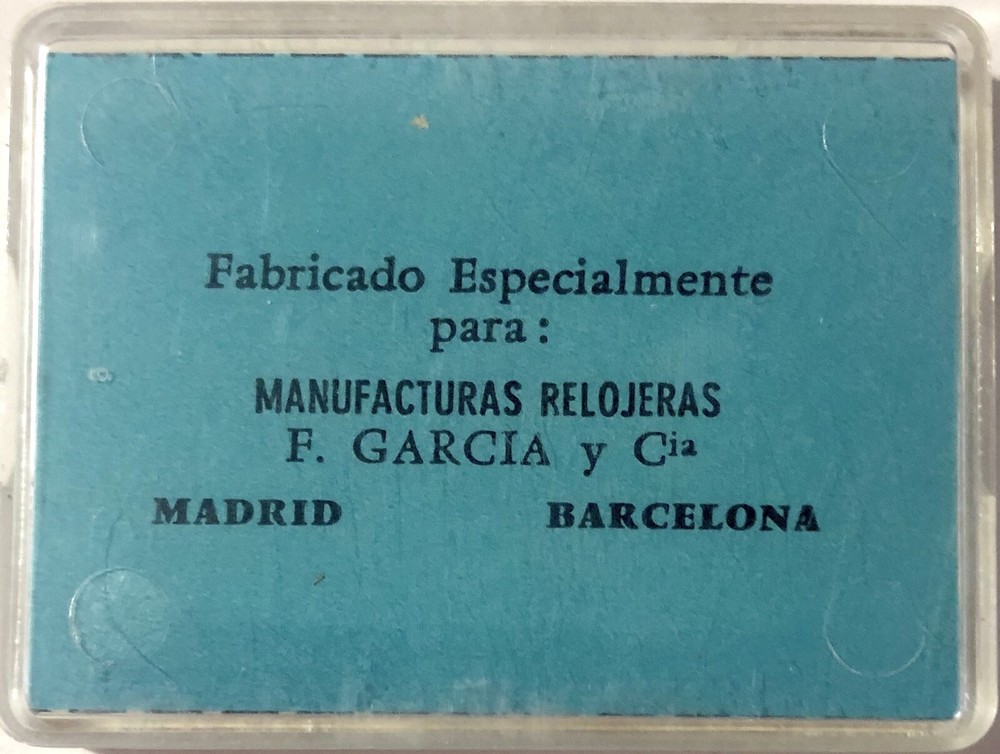 Fabricado Especialmente
para:
MANUFACTURAS RELOJERAS
F. GARCIA y Cia
MADRID BARCELONA